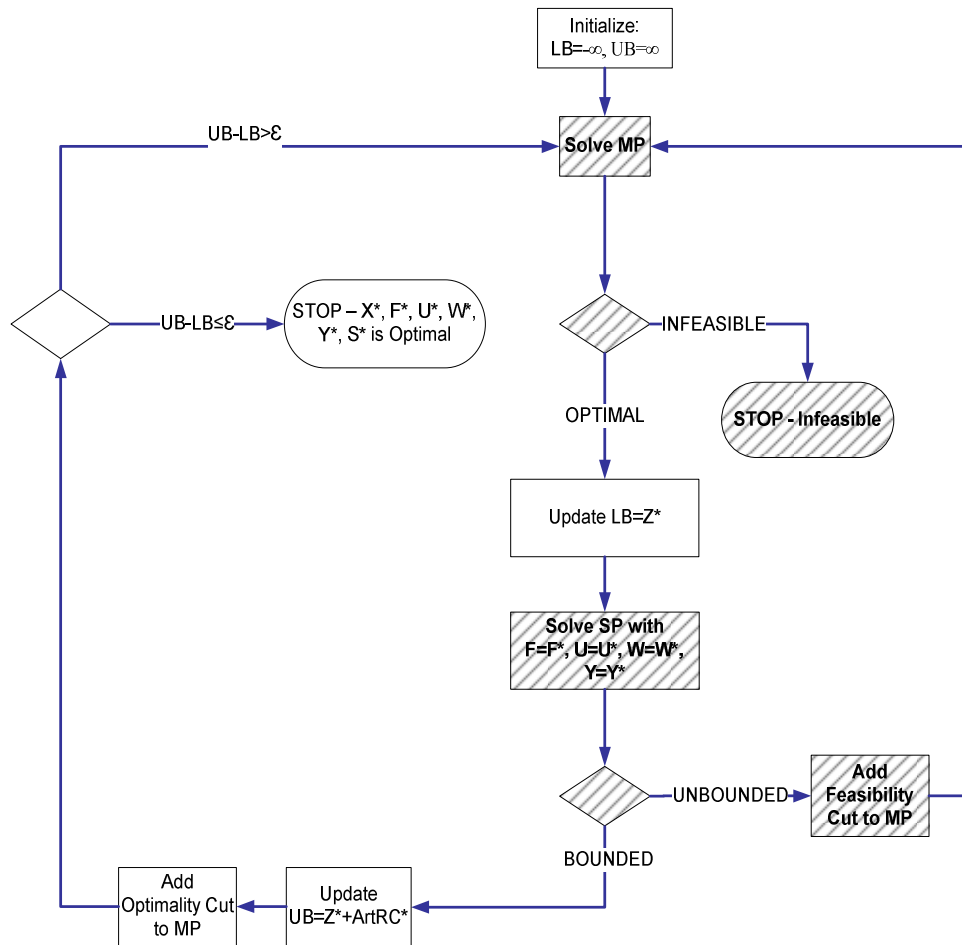 Initialize:
LB=-∞, UB=∞
UB-LB>Ɛ
Solve MP
UB-LB≤Ɛ
STOP – X*, F*, U*, W*,
Y*, S* is Optimal
INFEASIBLE
STOP - Infeasible
OPTIMAL
Update LB=Z*
Solve SP with
F=F*, U=U*, W=W*,
Y=Y*
UNBOUNDED
Add
Feasibility
Cut to MP
BOUNDED
Update
UB=Z*+ArtRC*
Add
Optimality Cut
to MP